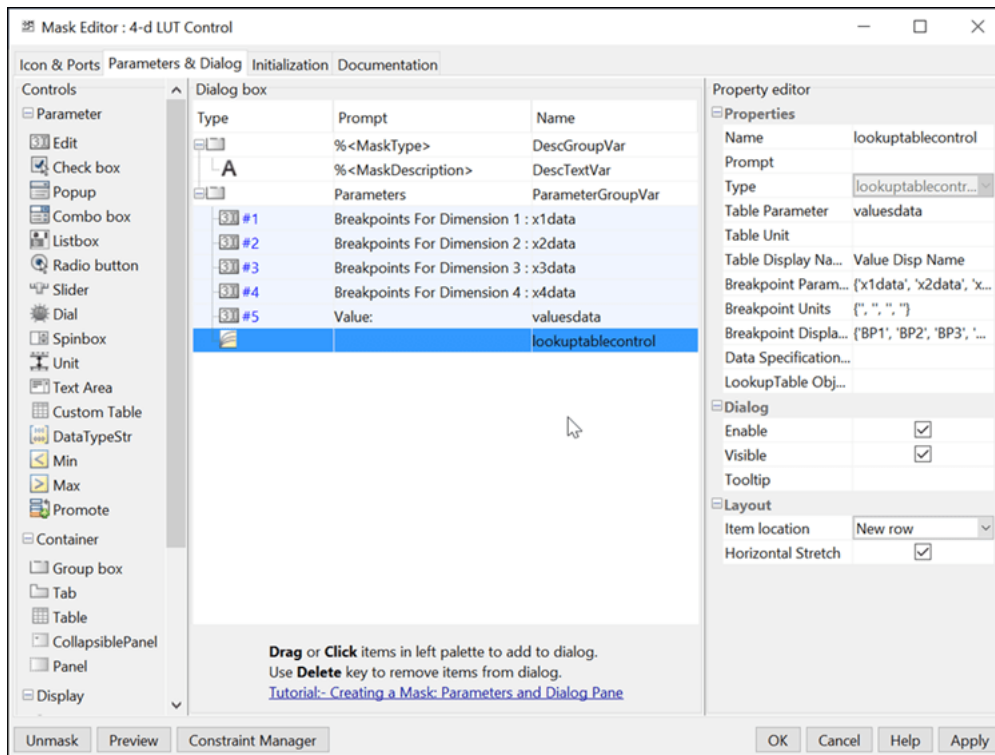 Mask Editor : 4-d LUT Control
Icon & Ports Parameters & Dialog Initialization Documentation
Controls
Parameter
Edit
Check box
Popup
Combo box
Listbox
Radio button
Slider
Dial
Spinbox
Unit
Text Area
Custom Table
DataTypeStr
Min
Max
Promote
Container
Group box
Tab
Table
CollapsiblePanel
Panel
Display
Dialog box
Type Prompt Name
%<MaskType> DescGroupVar
A %<MaskDescription> DescTextVar
Parameters ParameterGroupVar
#1 Breakpoints For Dimension 1 : x1data
#2 Breakpoints For Dimension 2 : x2data
#3 Breakpoints For Dimension 3 : x3data
#4 Breakpoints For Dimension 4 : x4data
#5 Value: valuesdata
lookuptablecontrol
Drag or Click items in left palette to add to dialog.
Use Delete key to remove items from dialog.
Tutorial:- Creating a Mask: Parameters and Dialog Pane
Property editor
Properties
Name lookuptablecontrol
Prompt
Type lookuptablecontr...
Table Parameter valuesdata
Table Unit
Table Display Na... Value Disp Name
Breakpoint Param... {'x1data', 'x2data', 'x...
Breakpoint Units {'', '', '', ''}
Breakpoint Displa... {'BP1', 'BP2', 'BP3', '...
Data Specification...
LookupTable Obj...
Dialog
Enable
Visible
Tooltip
Layout
Item location New row
Horizontal Stretch
Unmask Preview Constraint Manager OK Cancel Help Apply